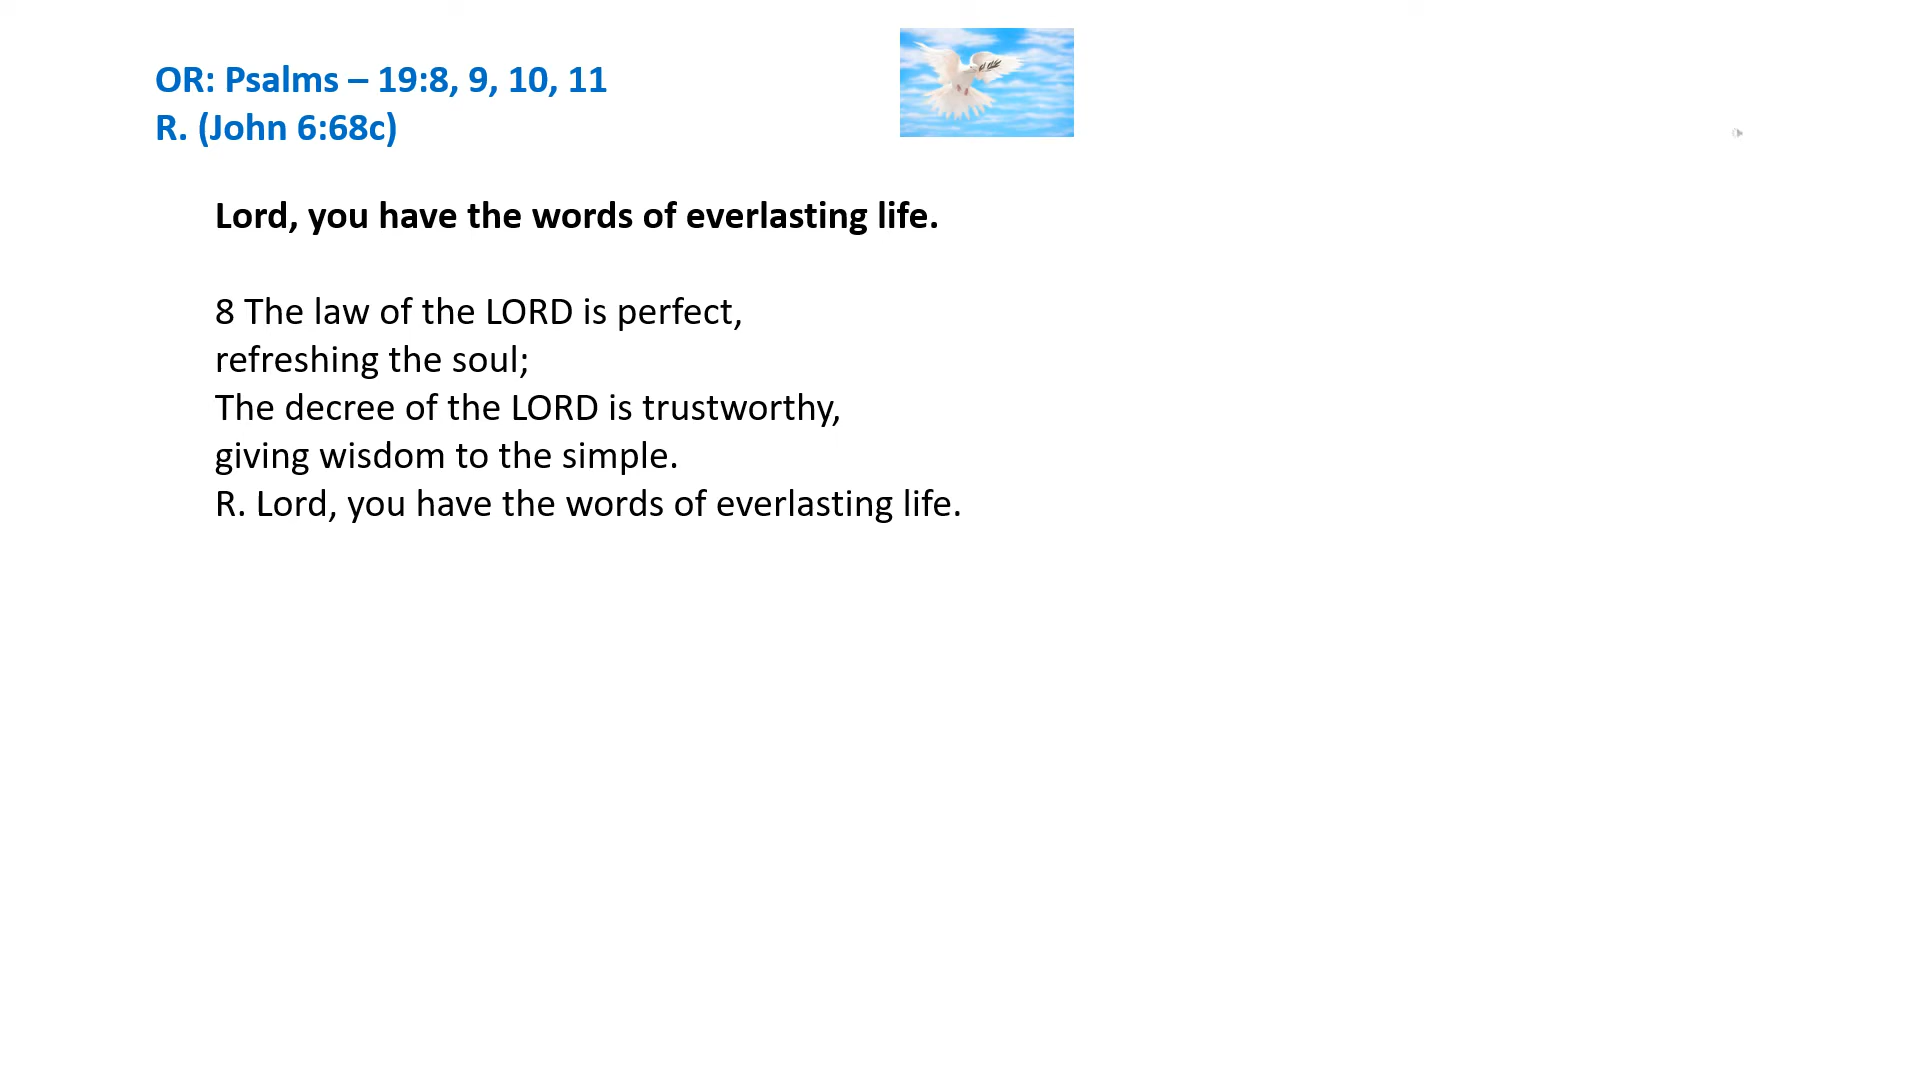 OR: Psalms – 19:8, 9, 10, 11
R. (John 6:68c)
Lord, you have the words of everlasting life.
8 The law of the LORD is perfect,
refreshing the soul;
The decree of the LORD is trustworthy,
giving wisdom to the simple.
R. Lord, you have the words of everlasting life.